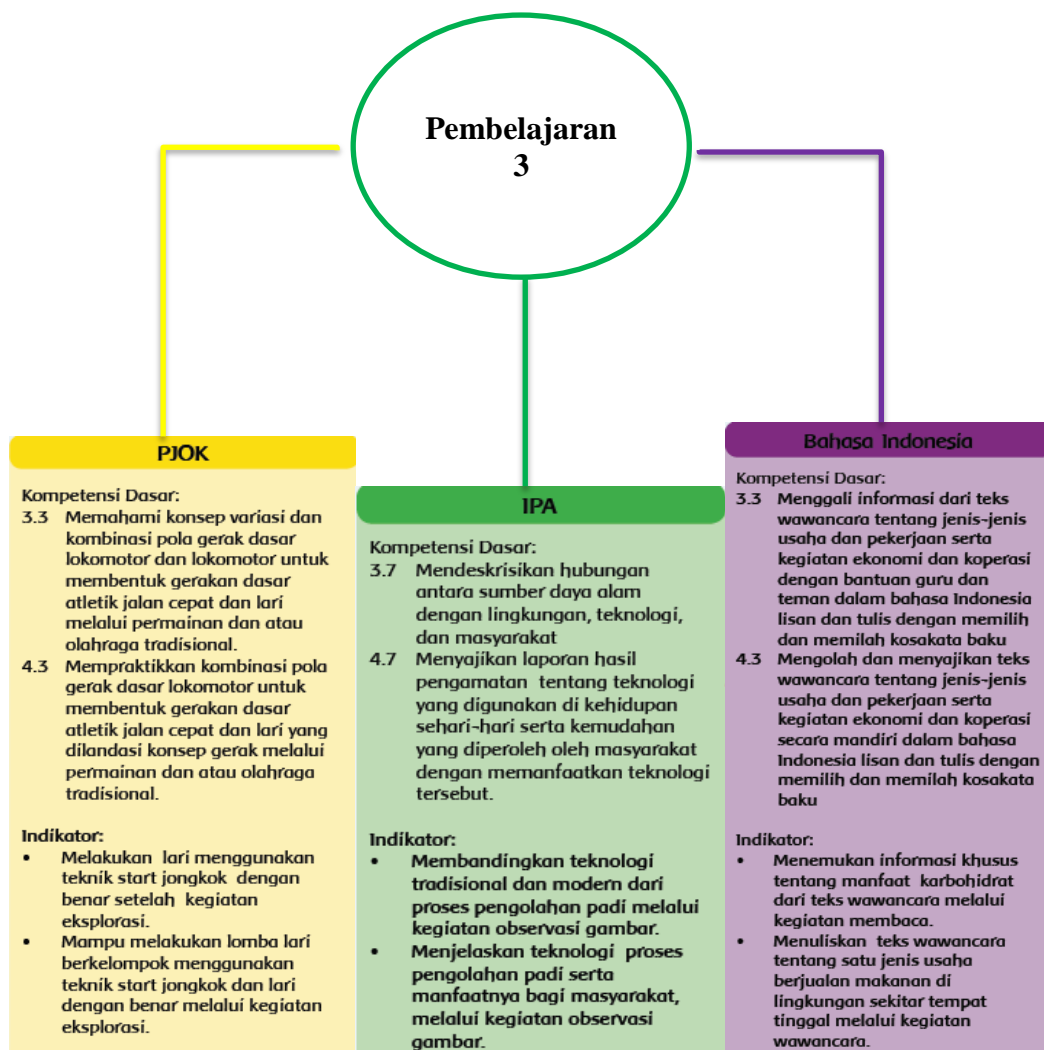 Pembelajaran
3
PJOK
Kompetensi Dasar:
3.3 Memahami konsep variasi dan
kombinasi pola gerak dasar
lokomotor dan lokomotor untuk
membentuk gerakan dasar
atletik jalan cepat dan lari
melalui permainan dan atau
olahraga tradisional.
4.3 Mempraktikkan kombinasi pola
gerak dasar lokomotor untuk
membentuk gerakan dasar
atletik jalan cepat dan lari yang
dilandasi konsep gerak melalui
permainan dan atau olahraga
tradisional.
Indikator:
• Melakukan lari menggunakan
teknik start jongkok dengan
benar setelah kegiatan
eksplorasi.
• Mampu melakukan lomba lari
berkelompok menggunakan
teknik start jongkok dan lari
dengan benar melalui kegiatan
eksplorasi.
IPA
Kompetensi Dasar:
3.7 Mendeskrisikan hubungan
antara sumber daya alam
dengan lingkungan, teknologi,
dan masyarakat
4.7 Menyajikan laporan hasil
pengamatan tentang teknologi
yang digunakan di kehidupan
sehari-hari serta kemudahan
yang diperoleh oleh masyarakat
dengan memanfaatkan teknologi
tersebut.
Indikator:
• Membandingkan teknologi
tradisional dan modern dari
proses pengolahan padi melalui
kegiatan observasi gambar.
• Menjelaskan teknologi proses
pengolahan padi serta
manfaatnya bagi masyarakat,
melalui kegiatan observasi
gambar.
Bahasa Indonesia
Kompetensi Dasar:
3.3 Menggali informasi dari teks
wawancara tentang jenis-jenis
usaha dan pekerjaan serta
kegiatan ekonomi dan koperasi
dengan bantuan guru dan
teman dalam bahasa Indonesia
lisan dan tulis dengan memilih
dan memilah kosakata baku
4.3 Mengolah dan menyajikan teks
wawancara tentang jenis-jenis
usaha dan pekerjaan serta
kegiatan ekonomi dan koperasi
secara mandiri dalam bahasa
Indonesia lisan dan tulis dengan
memilih dan memilah kosakata
baku
Indikator:
• Menemukan informasi khusus
tentang manfaat karbohidrat
dari teks wawancara melalui
kegiatan membaca.
• Menuliskan teks wawancara
tentang satu jenis usaha
berjualan makanan di
lingkungan sekitar tempat
tinggal melalui kegiatan
wawancara.